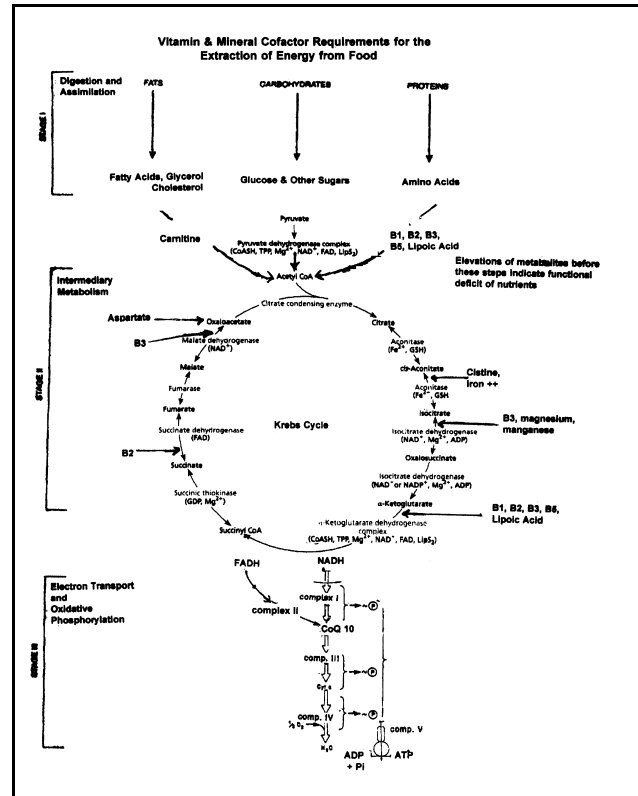 Vitamin & Mineral Cofactor Requirements for the
Extraction of Energy from Food
STAGE I
Digestion and
Assimilation
FATS
CARBOHYDRATES
PROTEINS
Fatty Acids, Glycerol
Cholesterol
Glucose & Other Sugars
Amino Acids
Pyruvate
Carnitine
Pyruvate dehydrogenase complex
(CoASH, TPP, Mg²⁺, NAD⁺, FAD, LipS₂)
B1, B2, B3,
B5, Lipoic Acid
Acetyl CoA
Elevations of metabolites before
these steps indicate functional
deficit of nutrients
STAGE II
Intermediary
Metabolism
Citrate condensing enzyme
Aspartate
Oxaloacetate
Citrate
B3
Malate dehydrogenase
(NAD⁺)
Aconitase
(Fe²⁺, GSH)
Malate
cis-Aconitate
Cistine,
Iron ++
Fumarase
Aconitase
(Fe²⁺, GSH
Fumarate
Isocitrate
B3, magnesium,
manganese
Succinate dehydrogenase
(FAD)
Krebs Cycle
Isocitrate dehydrogenase
(NAD⁺, Mg²⁺, ADP)
B2
Oxalosuccinate
Succinate
Isocitrate dehydrogenase
(NAD⁺ or NADP⁺, Mg²⁺, ADP)
Succinic thiokinase
(GDP, Mg²⁺)
α-Ketoglutarate
B1, B2, B3, B5,
Lipoic Acid
Succinyl CoA
α-Ketoglutarate dehydrogenase
complex
(CoASH, TPP, Mg²⁺, NAD⁺, FAD, LipS₂)
STAGE III
Electron Transport
and
Oxidative
Phosphorylation
FADH
NADH
complex I
~P
complex II
CoQ 10
comp. III
~P
comp. IV
~P
½ O₂
H₂O
comp. V
ADP
+ Pi
ATP